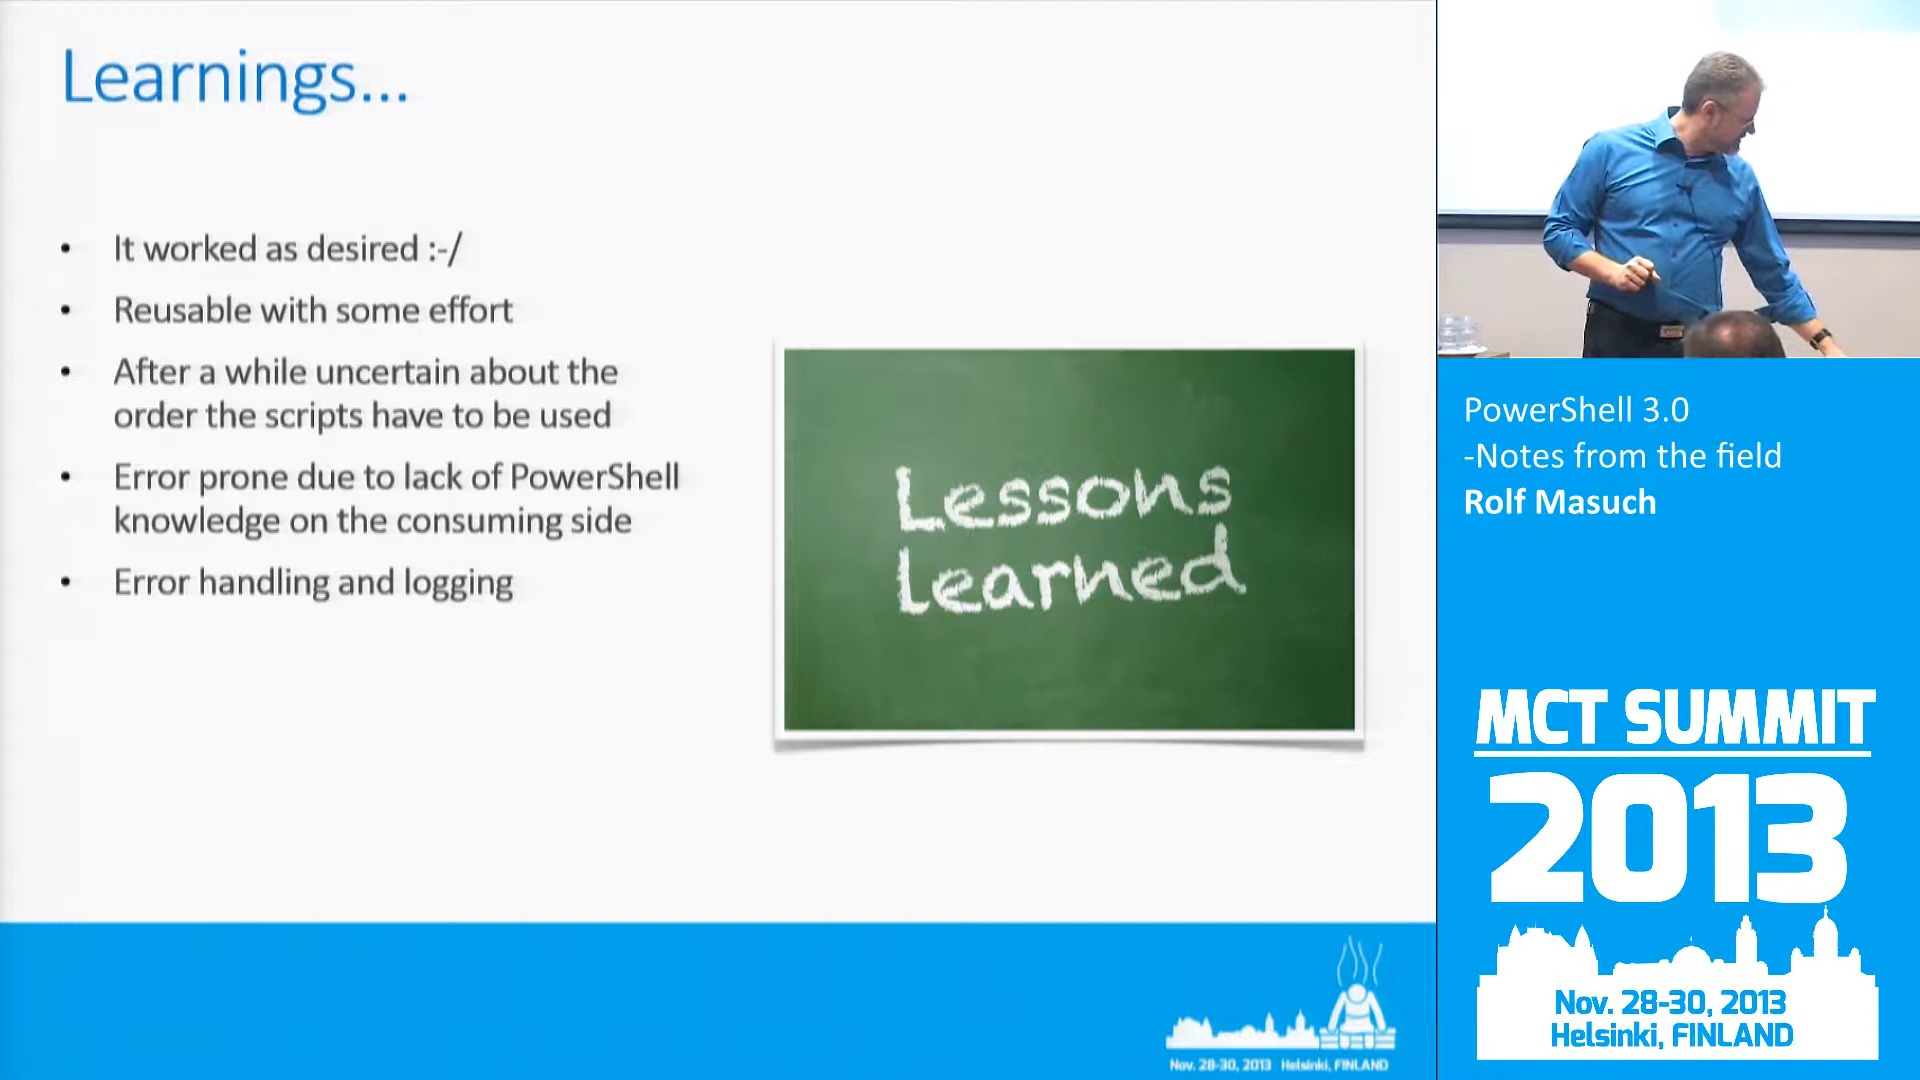 Learnings...
• It worked as desired :-/
• Reusable with some effort
• After a while uncertain about the
order the scripts have to be used
• Error prone due to lack of PowerShell
knowledge on the consuming side
• Error handling and logging
Lessons
Learned
Nov. 28-30, 2013 Helsinki, FINLAND
PowerShell 3.0
-Notes from the field
Rolf Masuch
MCT SUMMIT
2013
Nov. 28-30, 2013
Helsinki, FINLAND